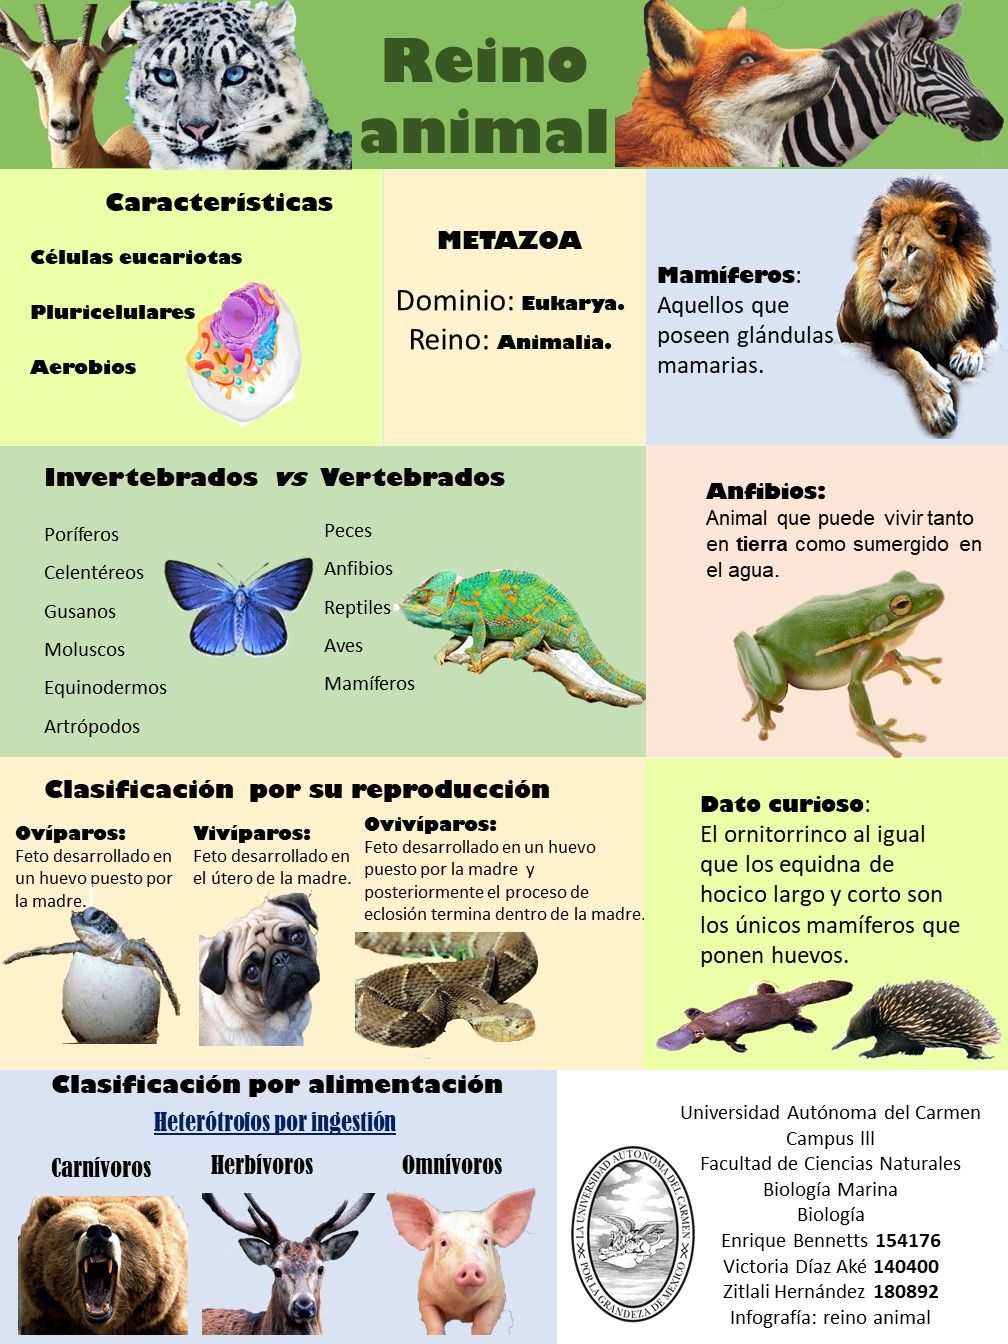 Reino
animal
Características
Células eucariotas
Pluricelulares
Aerobios
METAZOA
Dominio: Eukarya.
Reino: Animalia.
Mamíferos:
Aquellos que
poseen glándulas
mamarias.
Invertebrados vs Vertebrados
Poríferos
Celentéreos
Gusanos
Moluscos
Equinodermos
Artrópodos
Peces
Anfibios
Reptiles
Aves
Mamíferos
Anfibios:
Animal que puede vivir tanto
en tierra como sumergido en
el agua.
Clasificación por su reproducción
Ovíparos:
Feto desarrollado en
un huevo puesto por
la madre.
Vivíparos:
Feto desarrollado en
el útero de la madre.
Ovivíparos:
Feto desarrollado en un huevo
puesto por la madre y
posteriormente el proceso de
eclosión termina dentro de la madre.
Dato curioso:
El ornitorrinco al igual
que los equidna de
hocico largo y corto son
los únicos mamíferos que
ponen huevos.
Clasificación por alimentación
Heterótrofos por ingestión
Carnívoros
Herbívoros
Omnívoros
LA UNIVERSIDAD AUTONOMA DEL CARMEN
POR LA GRANDEZA DE MEXICO
Universidad Autónoma del Carmen
Campus lll
Facultad de Ciencias Naturales
Biología Marina
Biología
Enrique Bennetts 154176
Victoria Díaz Aké 140400
Zitlali Hernández 180892
Infografía: reino animal